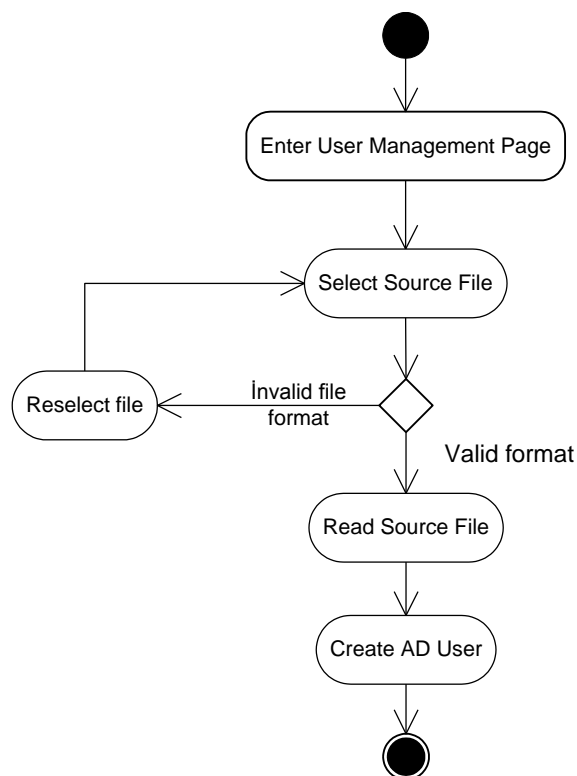 Enter User Management Page
Select Source File
İnvalid file
format
Reselect file
Valid format
Read Source File
Create AD User